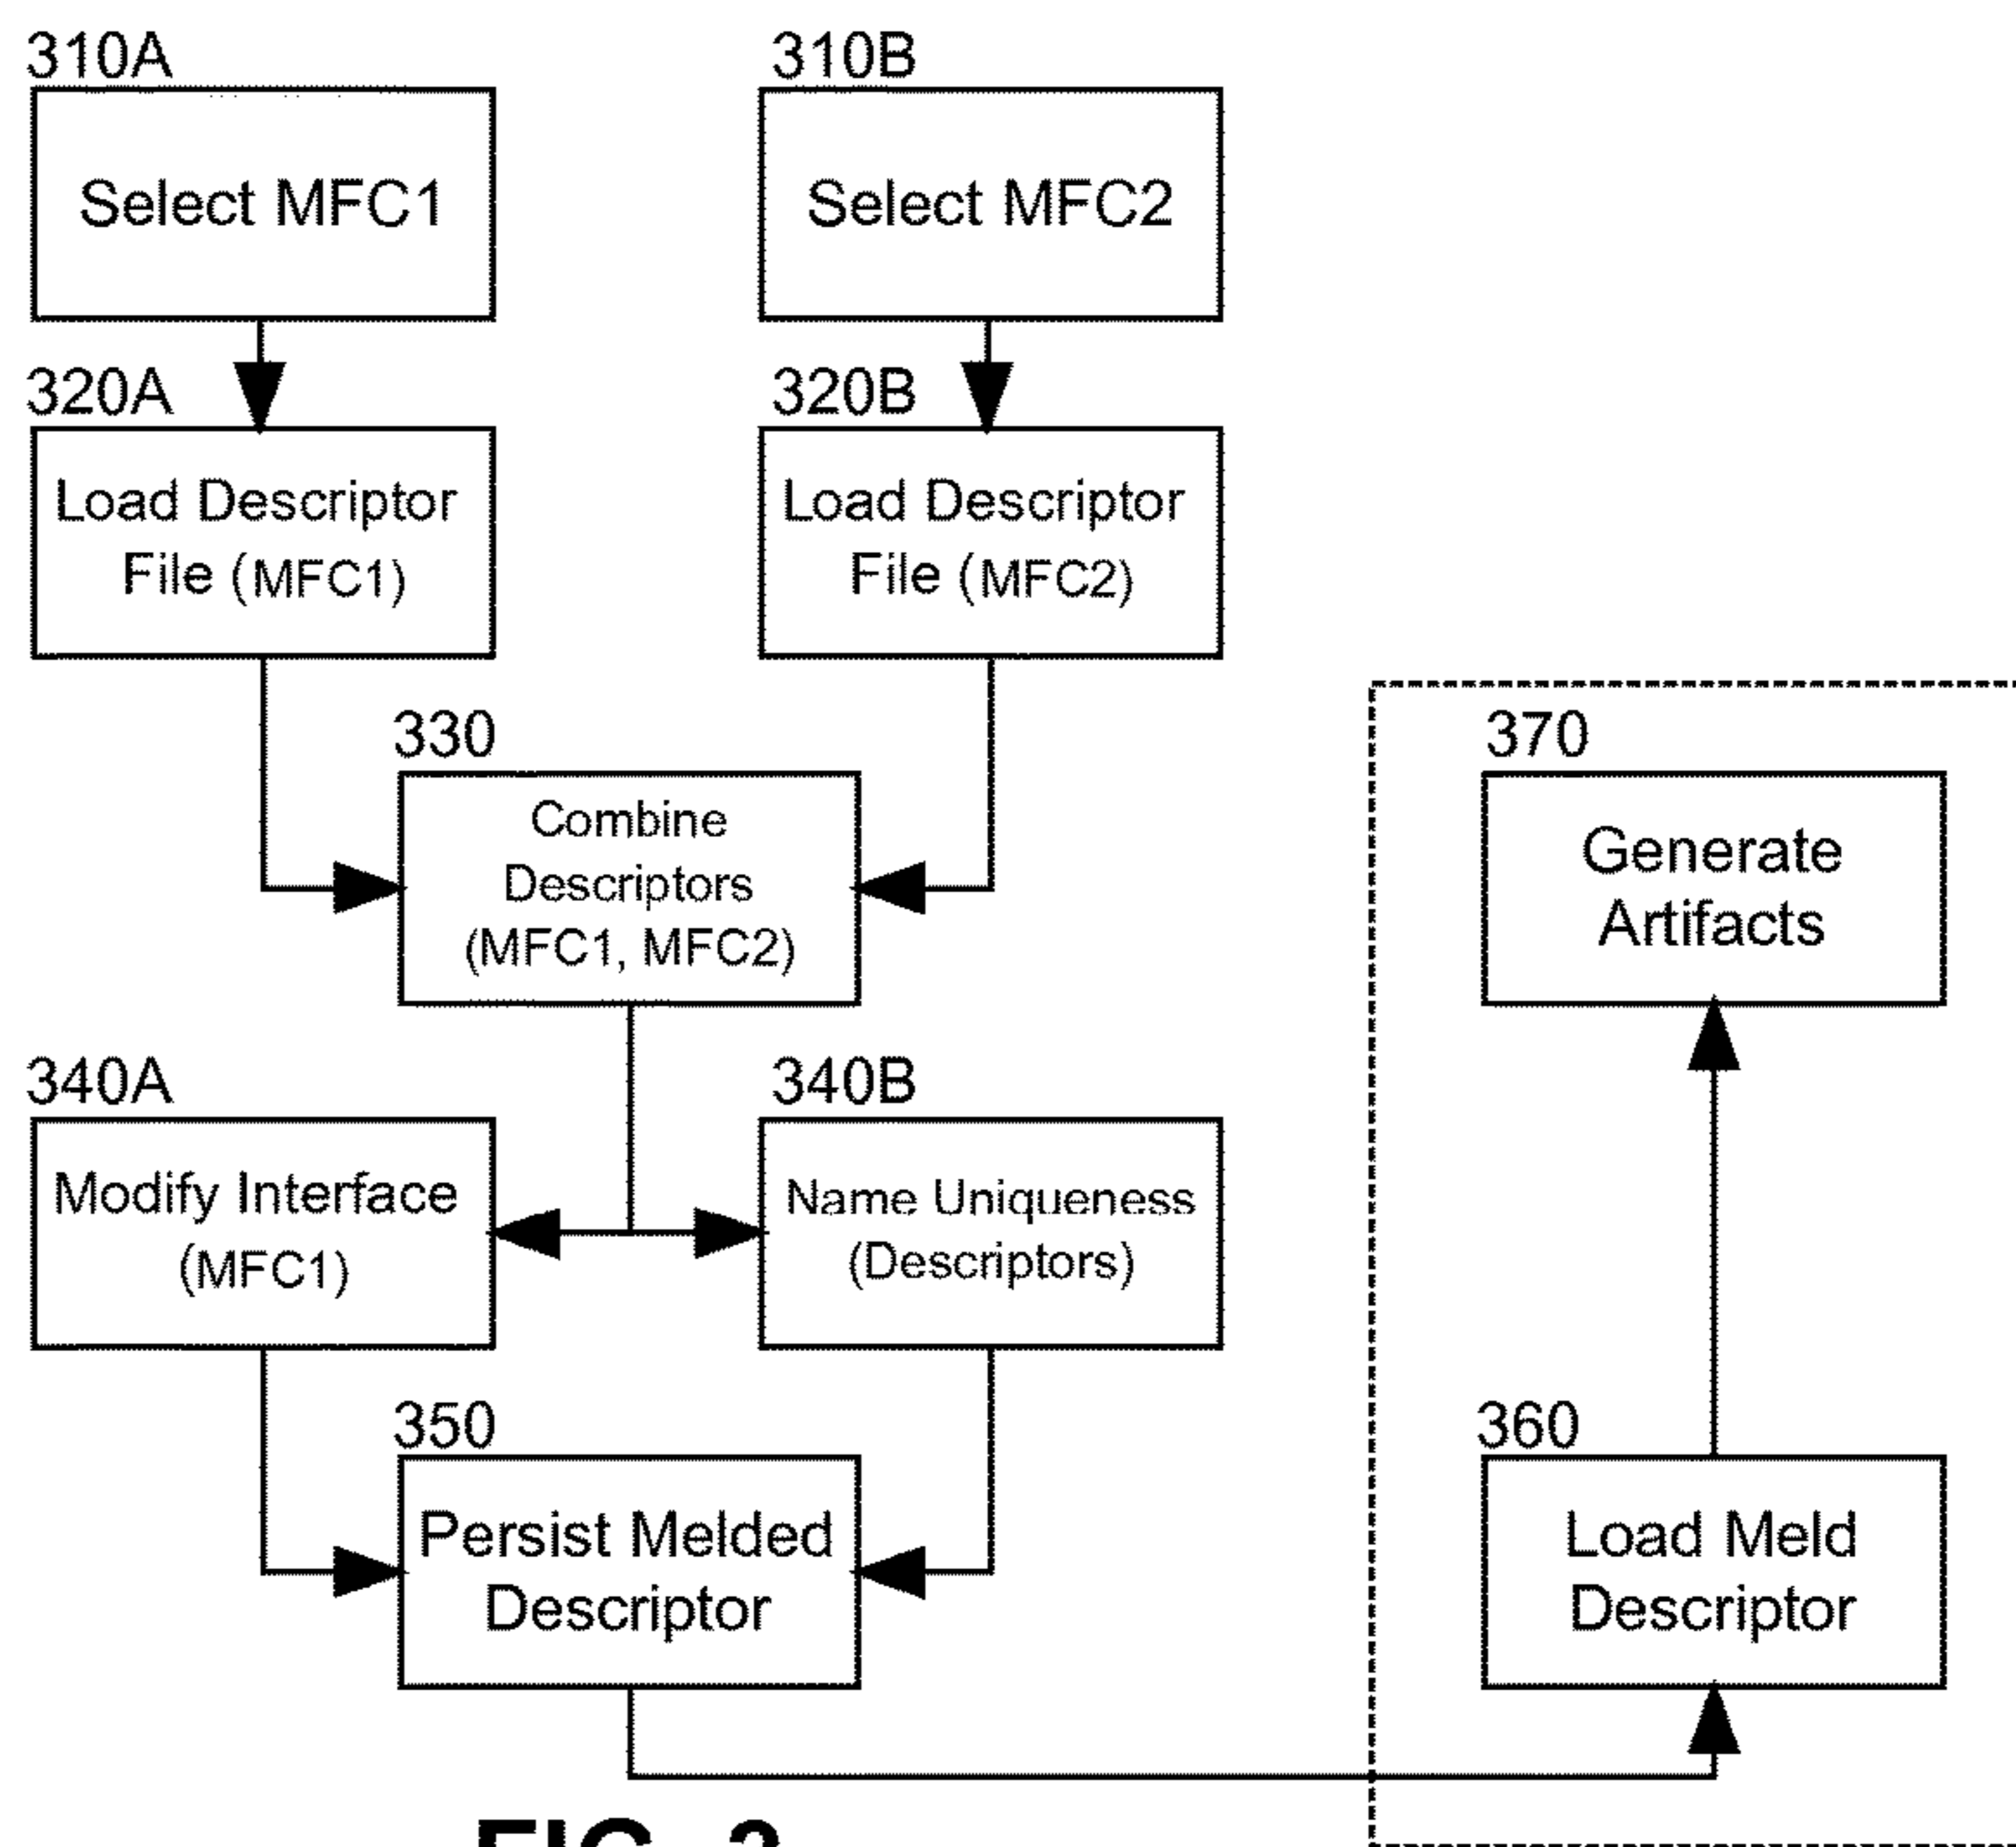 310A
Select MFC1
310B
Select MFC2
320A
Load Descriptor
File (MFC1)
320B
Load Descriptor
File (MFC2)
330
Combine
Descriptors
(MFC1, MFC2)
340A
Modify Interface
(MFC1)
340B
Name Uniqueness
(Descriptors)
350
Persist Melded
Descriptor
360
Load Meld
Descriptor
370
Generate
Artifacts
FIG.